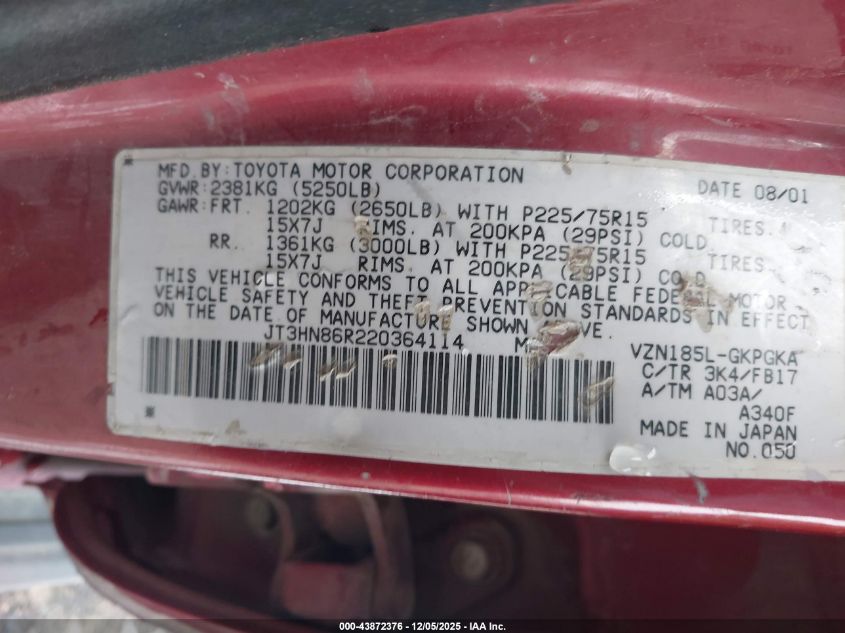 MFD. BY: TOYOTA MOTOR CORPORATION DATE 08/01
GVWR: 2381KG (5250LB)
GAWR: FRT. 1202KG (2650LB) WITH P225/75R15 TIRES,
15X7J RIMS. AT 200KPA (29PSI) COLD
RR. 1361KG (3000LB) WITH P225/75R15 TIRES
15X7J RIMS. AT 200KPA (29PSI) COLD
THIS VEHICLE CONFORMS TO ALL APPLICABLE FEDERAL MOTOR
VEHICLE SAFETY AND THEFT PREVENTION STANDARDS IN EFFECT
ON THE DATE OF MANUFACTURE SHOWN ABOVE.
JT3HN86R220364114
VZN185L-GKPGKA
C/TR 3K4/FB17
A/TM A03A/
A340F
MADE IN JAPAN
NO.050
000-43872376 - 12/05/2025 - IAA Inc.